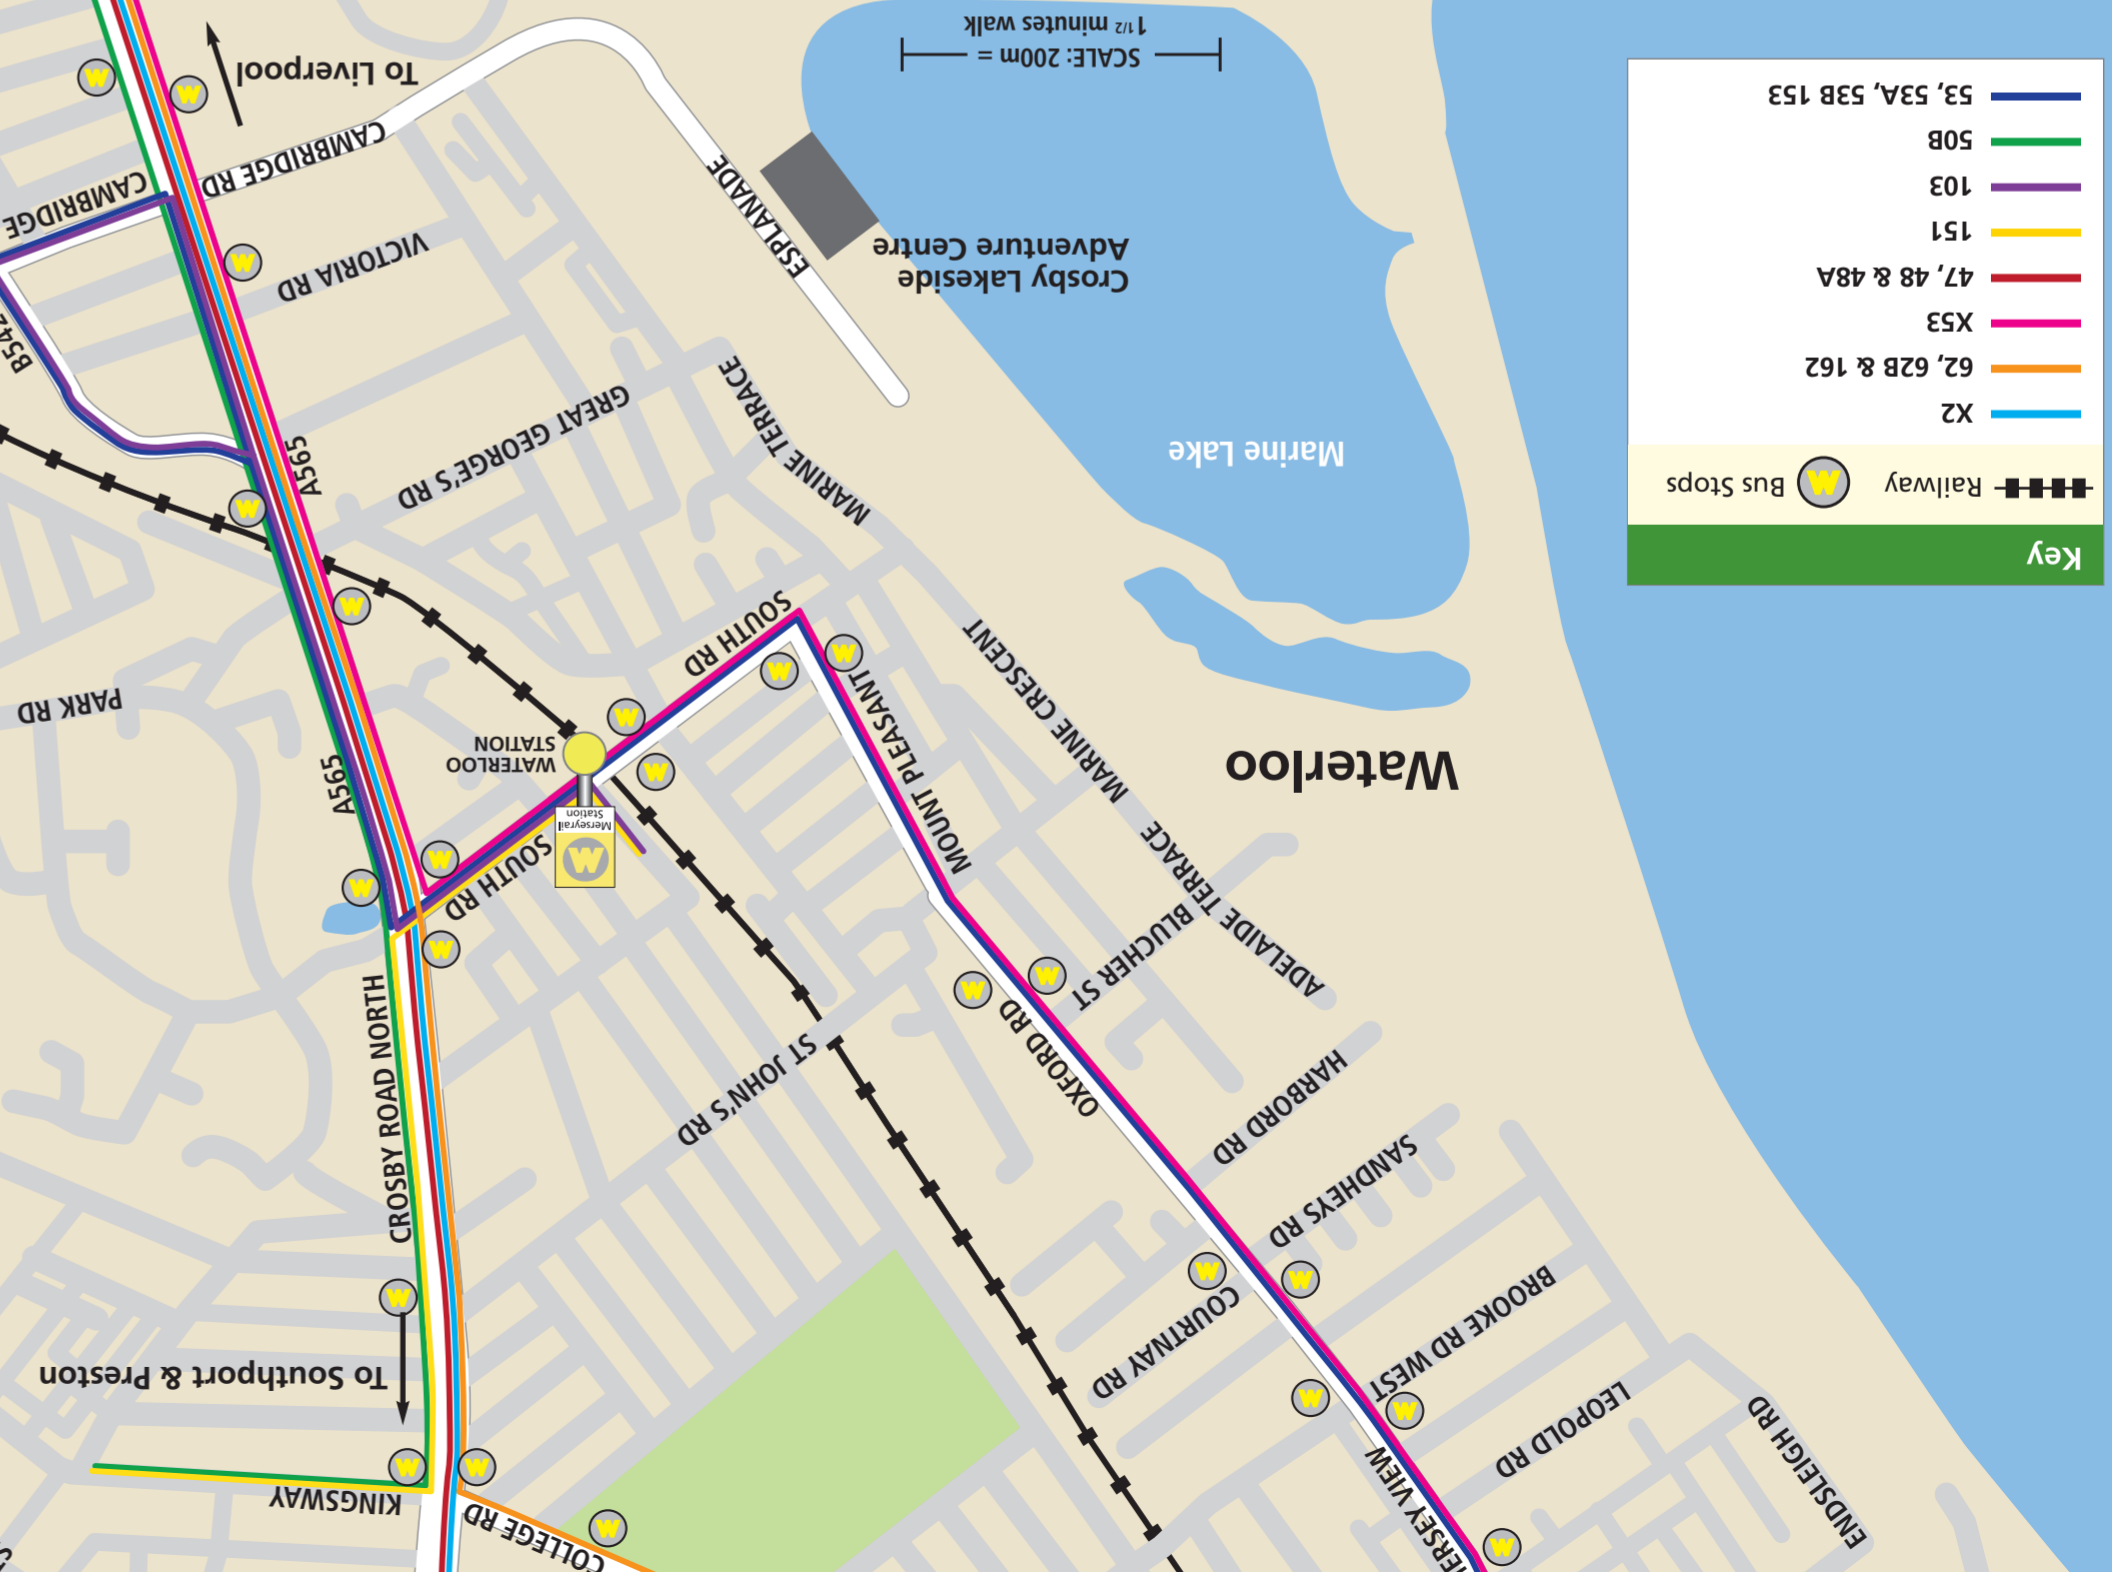 Key
Railway
Bus Stops
X2
62, 62B & 162
X53
47, 48 & 48A
151
103
50B
53, 53A, 53B 153
ENDSLEIGH RD
LEOPOLD RD
BROOKE RD WEST
SANDHEYS RD
HARBORD RD
COURTNAY RD
OXFORD RD
ADELAIDE TERRACE
BLUCHER ST
ST JOHN'S RD
COLLEGE RD
KINGSWAY
To Southport & Preston
CROSBY ROAD NORTH
Waterloo
MARINE CRESCENT
MOUNT PLEASANT
SOUTH RD
W
Merseyrail
Station
WATERLOO
STATION
SOUTH RD
A565
PARK RD
MARINE TERRACE
GREAT GEORGE'S RD
A565
Marine Lake
Crosby Lakeside
Adventure Centre
ESPLANADE
VICTORIA RD
CAMBRIDGE RD
CAMBRIDGE
To Liverpool
SCALE: 200m =
1 1/2 minutes walk